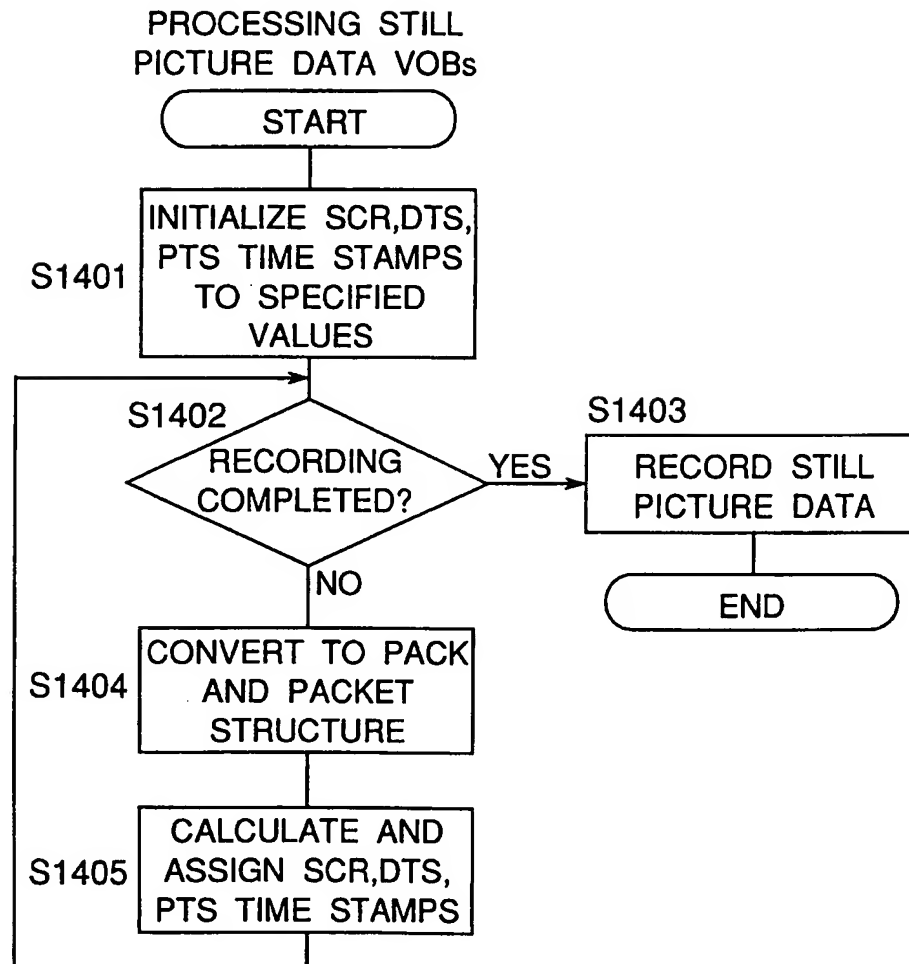 PROCESSING STILL
PICTURE DATA VOBs
START
S1401
INITIALIZE SCR,DTS,
PTS TIME STAMPS
TO SPECIFIED
VALUES
S1402
RECORDING
COMPLETED?
YES
S1403
RECORD STILL
PICTURE DATA
END
NO
S1404
CONVERT TO PACK
AND PACKET
STRUCTURE
S1405
CALCULATE AND
ASSIGN SCR,DTS,
PTS TIME STAMPS